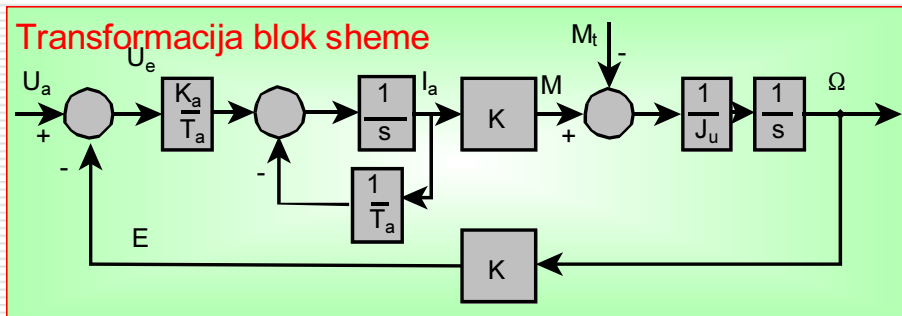 Transformacija blok sheme
Mₜ
-
Uₐ
Uₑ
Kₐ
Tₐ
1
s
Iₐ
K
M
1
Jᵤ
1
s
Ω
+
+
-
-
1
Tₐ
E
K